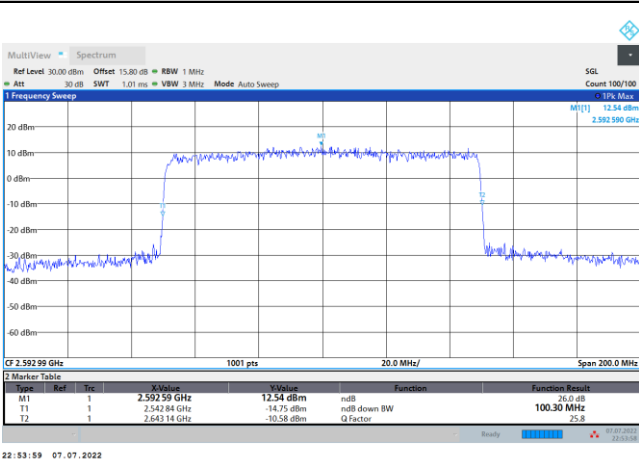 MultiView Spectrum
Ref Level 30.00 dBm Offset 15.80 dB RBW 1 MHz SGL
Att 30 dB SWT 1.01 ms VBW 3 MHz Mode Auto Sweep Count 100/100
1 Frequency Sweep 1Pk Max
M1[1] 12.54 dBm
2.592 590 GHz
20 dBm
M1
10 dBm
0 dBm
T1
T2
-10 dBm
-20 dBm
-30 dBm
-40 dBm
-50 dBm
-60 dBm
CF 2.592 99 GHz 1001 pts 20.0 MHz/ Span 200.0 MHz
2 Marker Table
Type Ref Trc X-Value Y-Value Function Function Result
M1 1 2.592 59 GHz 12.54 dBm ndB 26.0 dB
T1 1 2.542 84 GHz -14.75 dBm ndB down BW 100.30 MHz
T2 1 2.643 14 GHz -10.58 dBm Q Factor 25.8
Ready 07.07.2022
22:53:58
22:53:59 07.07.2022